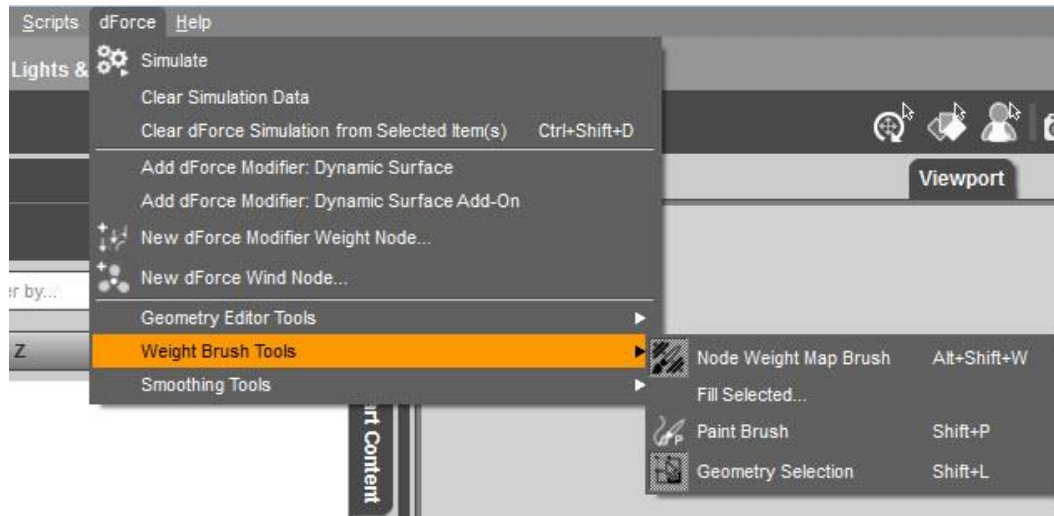 Scripts dForce Help
Lights &
Simulate
Clear Simulation Data
Clear dForce Simulation from Selected Item(s) Ctrl+Shift+D
Add dForce Modifier: Dynamic Surface
Viewport
Add dForce Modifier: Dynamic Surface Add-On
New dForce Modifier Weight Node...
New dForce Wind Node...
er by...
Geometry Editor Tools
Z
Weight Brush Tools
Node Weight Map Brush Alt+Shift+W
Smoothing Tools
Fill Selected...
Paint Brush Shift+P
Geometry Selection Shift+L
rt Content